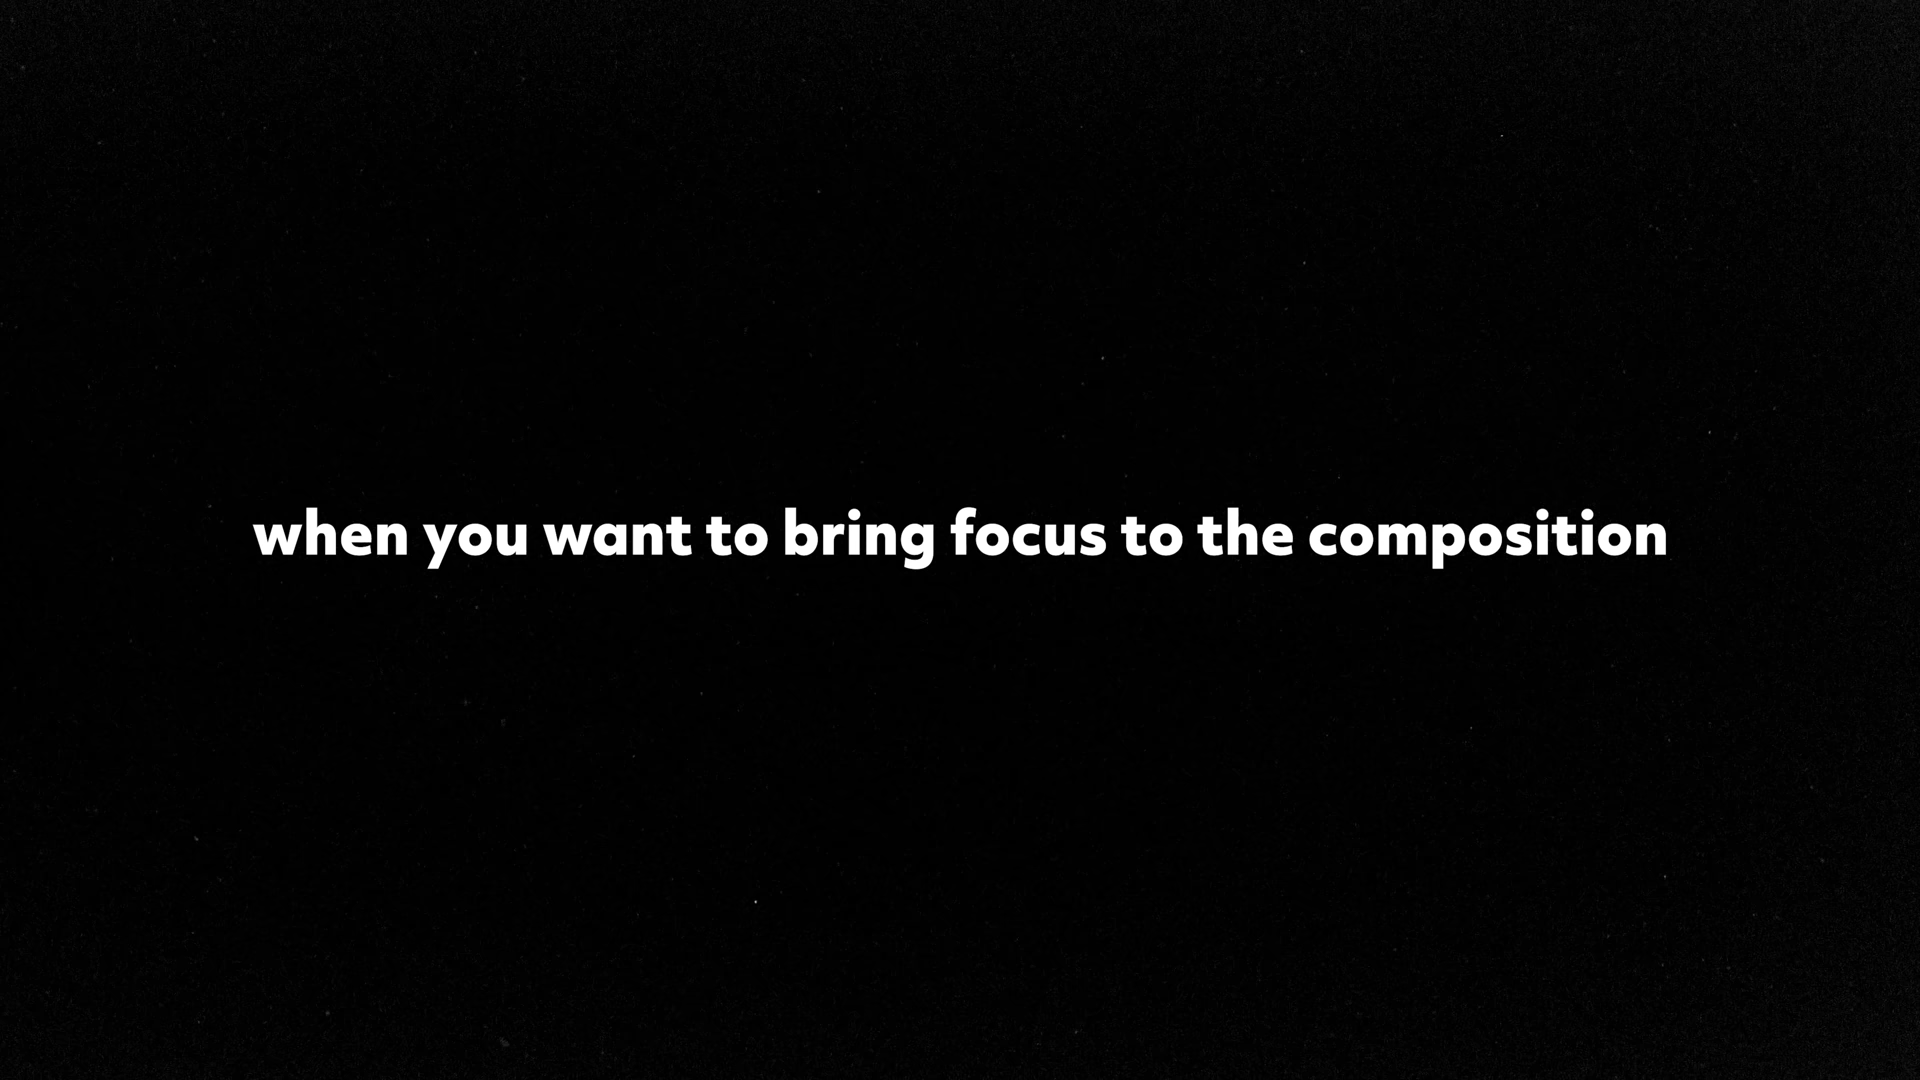 when you want to bring focus to the composition